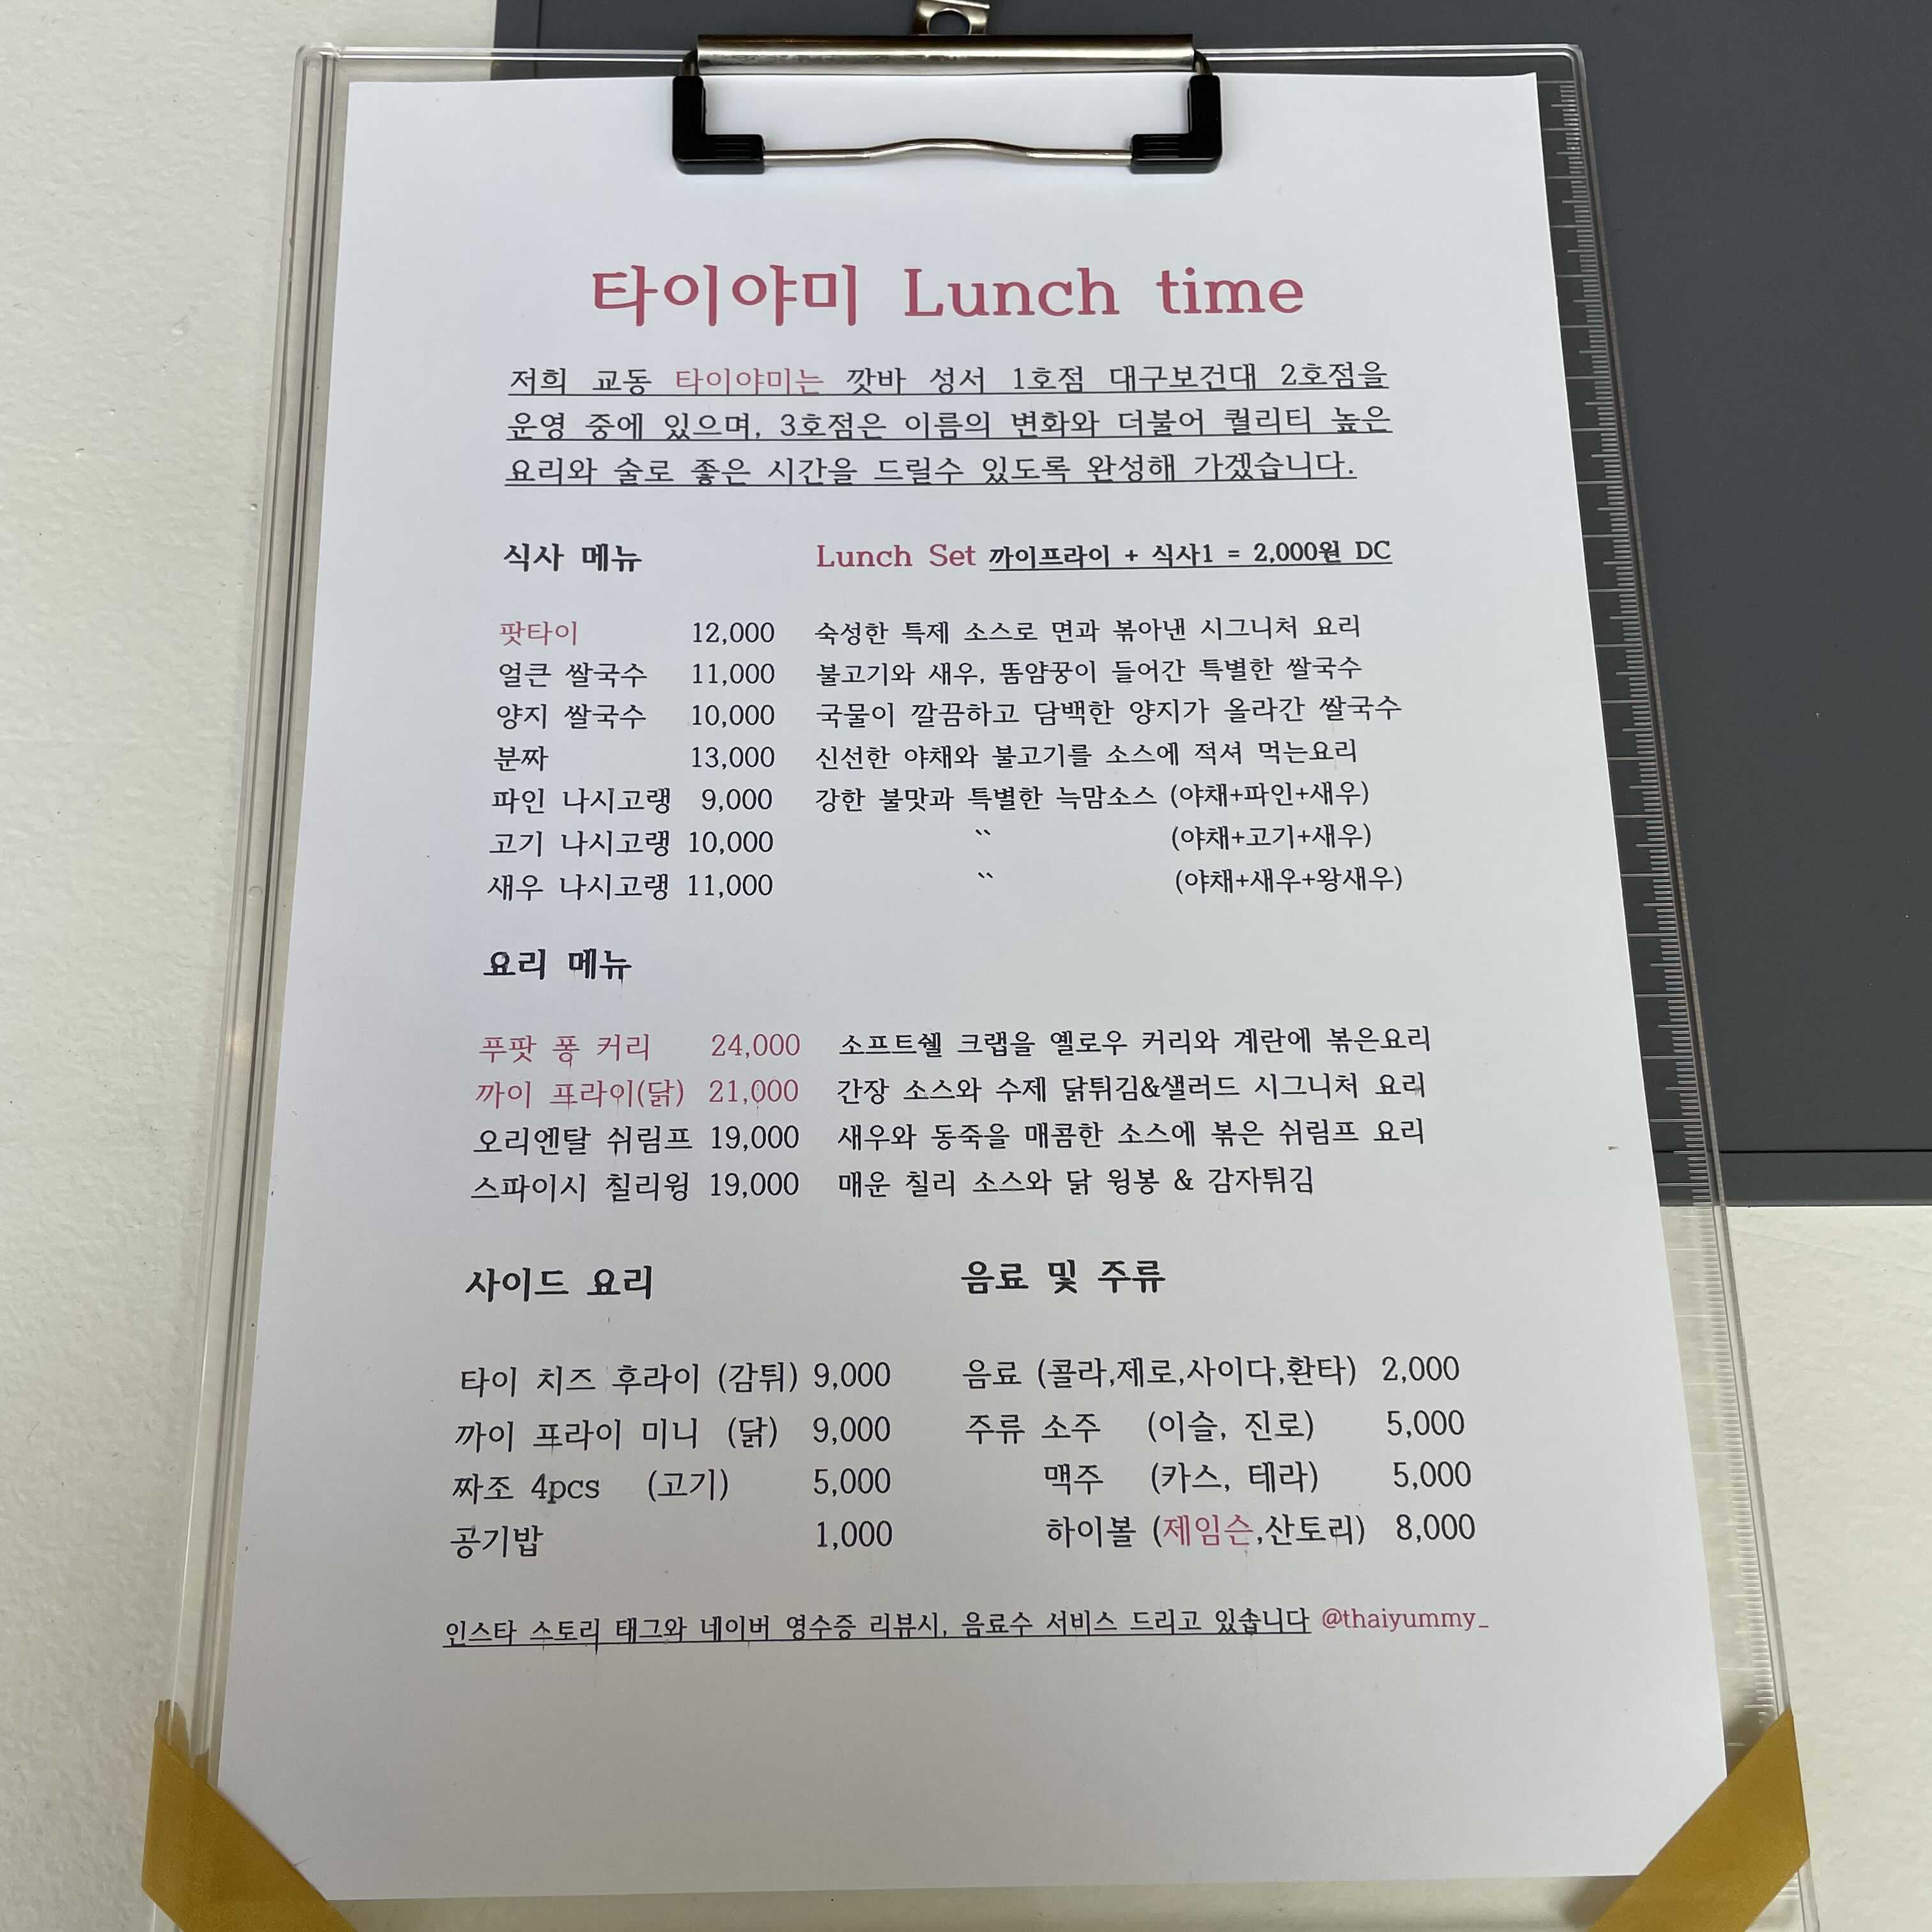 타이야미 Lunch time
저희 교동 타이야미는 깟바 성서 1호점 대구보건대 2호점을
운영 중에 있으며, 3호점은 이름의 변화와 더불어 퀄리티 높은
요리와 술로 좋은 시간을 드릴수 있도록 완성해 가겠습니다.
식사 메뉴 Lunch Set 까이프라이 + 식사1 = 2,000원 DC
팟타이 12,000 숙성한 특제 소스로 면과 볶아낸 시그니처 요리
얼큰 쌀국수 11,000 불고기와 새우, 똠얌꿍이 들어간 특별한 쌀국수
양지 쌀국수 10,000 국물이 깔끔하고 담백한 양지가 올라간 쌀국수
분짜 13,000 신선한 야채와 불고기를 소스에 적셔 먹는요리
파인 나시고랭 9,000 강한 불맛과 특별한 늑맘소스 (야채+파인+새우)
고기 나시고랭 10,000 `` (야채+고기+새우)
새우 나시고랭 11,000 `` (야채+새우+왕새우)
요리 메뉴
푸팟 퐁 커리 24,000 소프트쉘 크랩을 옐로우 커리와 계란에 볶은요리
까이 프라이(닭) 21,000 간장 소스와 수제 닭튀김&샐러드 시그니처 요리
오리엔탈 쉬림프 19,000 새우와 동죽을 매콤한 소스에 볶은 쉬림프 요리
스파이시 칠리윙 19,000 매운 칠리 소스와 닭 윙봉 & 감자튀김
사이드 요리 음료 및 주류
타이 치즈 후라이 (감튀) 9,000 음료 (콜라,제로,사이다,환타) 2,000
까이 프라이 미니 (닭) 9,000 주류 소주 (이슬, 진로) 5,000
짜조 4pcs (고기) 5,000 맥주 (카스, 테라) 5,000
공기밥 1,000 하이볼 (제임슨,산토리) 8,000
인스타 스토리 태그와 네이버 영수증 리뷰시, 음료수 서비스 드리고 있습니다 @thaiyummy_